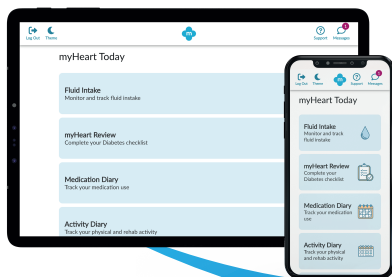 Log Out Theme m Support 1 Messages
myHeart Today
Fluid Intake
Monitor and track fluid instake
myHeart Review
Complete your Diabetes checklist
Medication Diary
Track your medication use
Activity Diary
Track your physical and rehab activity
Log Out Theme m Support Messages
myHeart Today
Fluid Intake
Monitor and track
fluid instake
myHeart Review
Complete your
Diabetes checklist
Medication Diary
Track your medication
use
Activity Diary
Track your physical
and rehab activity